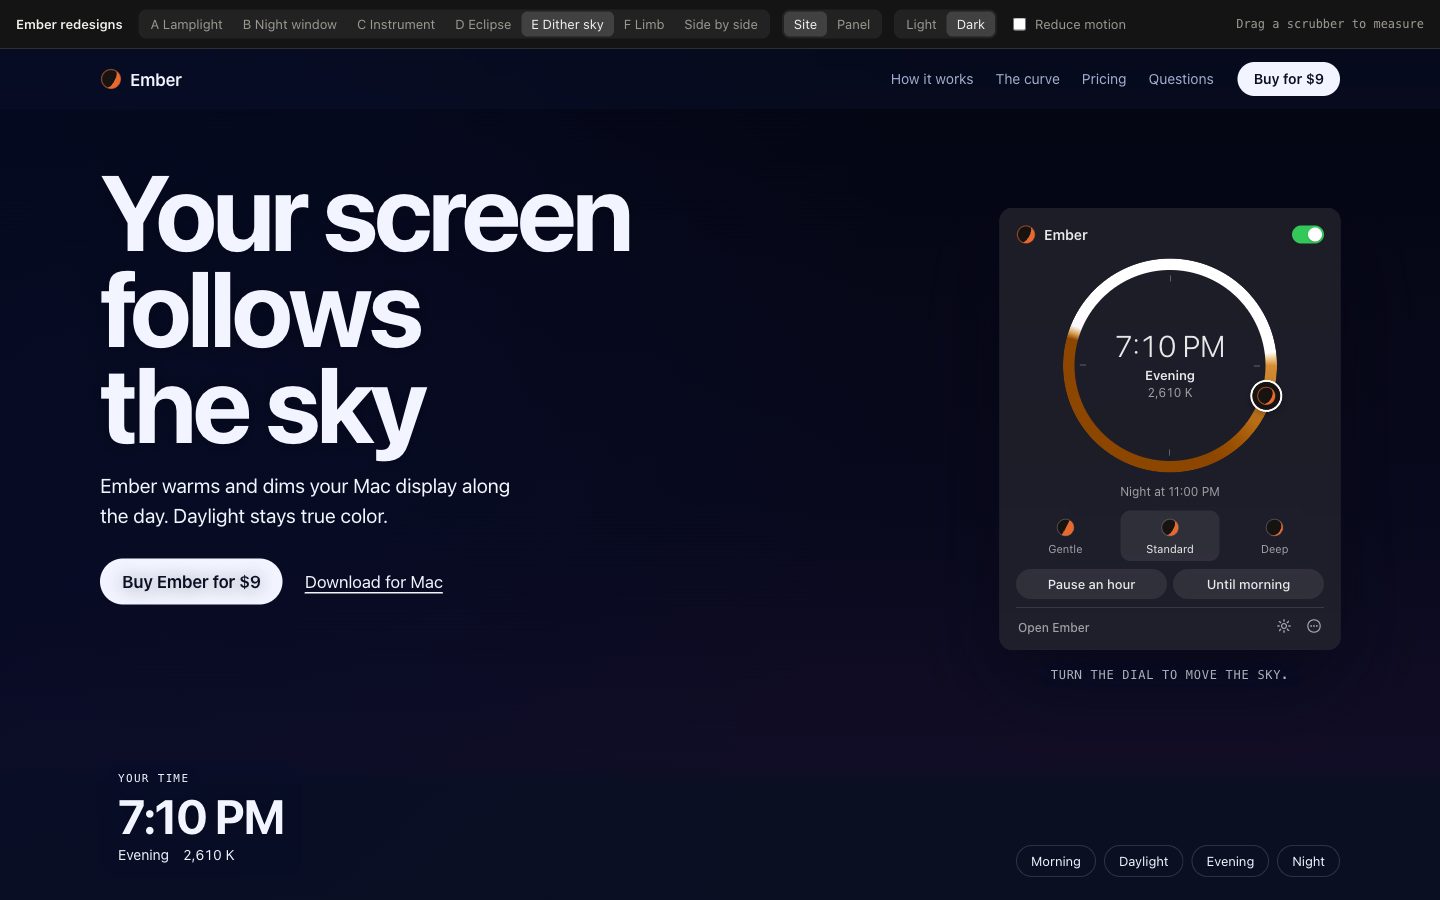 Ember redesigns A Lamplight B Night window C Instrument D Eclipse E Dither sky F Limb Side by side Site Panel Light Dark Reduce motion Drag a scrubber to measure
Ember How it works The curve Pricing Questions Buy for $9
Your screen
follows
the sky
Ember warms and dims your Mac display along
the day. Daylight stays true color.
Buy Ember for $9 Download for Mac
Ember
7:10 PM
Evening
2,610 K
Night at 11:00 PM
Gentle Standard Deep
Pause an hour Until morning
Open Ember
TURN THE DIAL TO MOVE THE SKY.
YOUR TIME
7:10 PM
Evening 2,610 K
Morning Daylight Evening Night